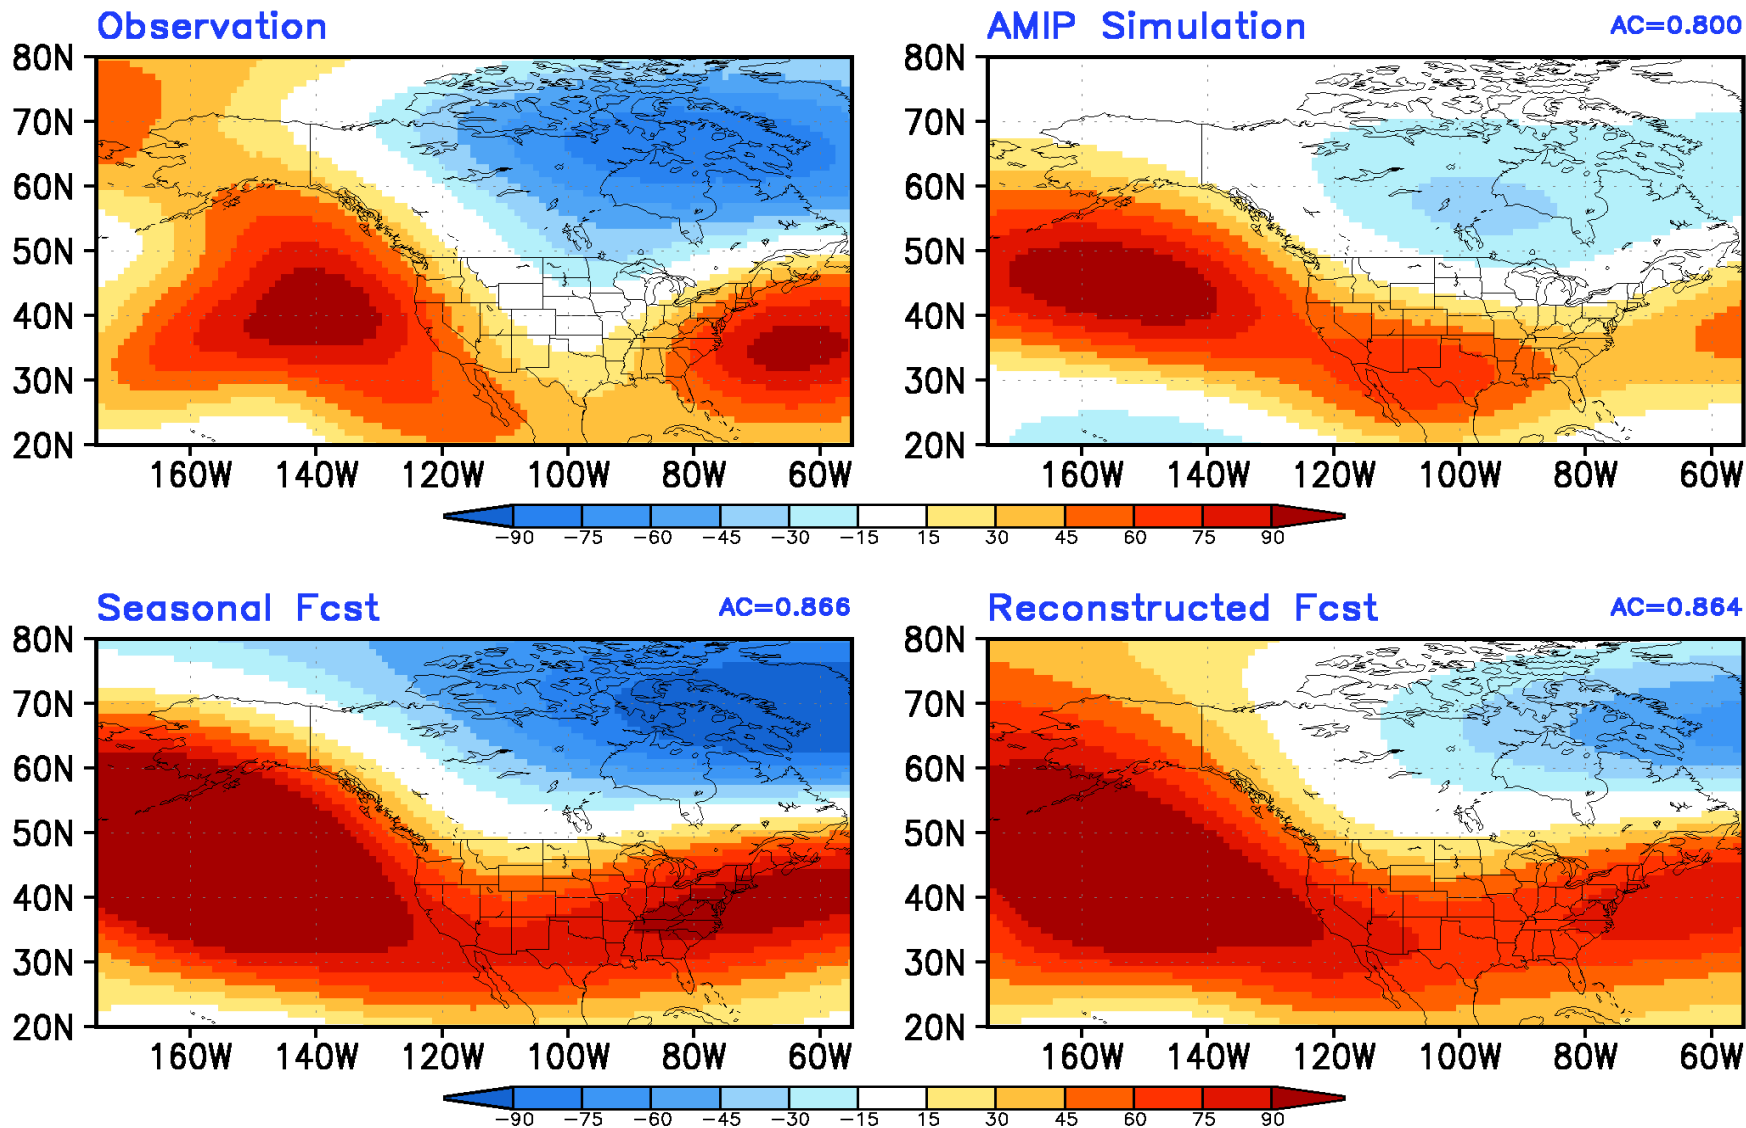 Observation
AMIP Simulation AC=0.800
80N 80N
70N 70N
60N 60N
50N 50N
40N 40N
30N 30N
20N 20N
160W 140W 120W 100W 80W 60W 160W 140W 120W 100W 80W 60W
-90 -75 -60 -45 -30 -15 15 30 45 60 75 90
Seasonal Fcst AC=0.866
Reconstructed Fcst AC=0.864
80N 80N
70N 70N
60N 60N
50N 50N
40N 40N
30N 30N
20N 20N
160W 140W 120W 100W 80W 60W 160W 140W 120W 100W 80W 60W
-90 -75 -60 -45 -30 -15 15 30 45 60 75 90